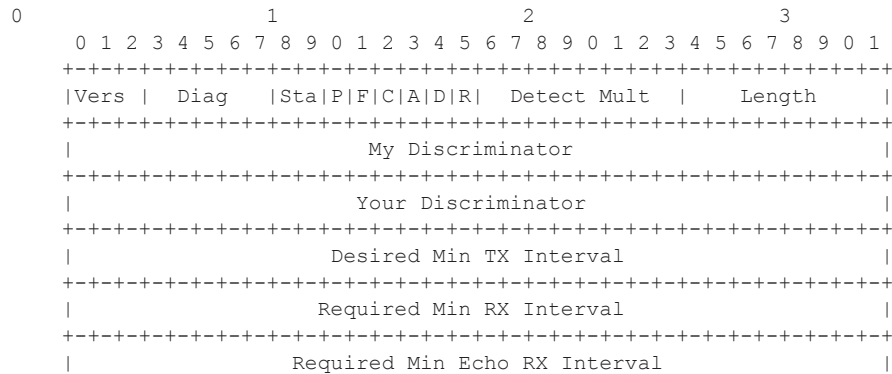 0                   1                   2                   3
 0 1 2 3 4 5 6 7 8 9 0 1 2 3 4 5 6 7 8 9 0 1 2 3 4 5 6 7 8 9 0 1
+-+-+-+-+-+-+-+-+-+-+-+-+-+-+-+-+-+-+-+-+-+-+-+-+-+-+-+-+-+-+-+-+
|Vers |  Diag   |Sta|P|F|C|A|D|R|  Detect Mult  |    Length     |
+-+-+-+-+-+-+-+-+-+-+-+-+-+-+-+-+-+-+-+-+-+-+-+-+-+-+-+-+-+-+-+-+
|                       My Discriminator                        |
+-+-+-+-+-+-+-+-+-+-+-+-+-+-+-+-+-+-+-+-+-+-+-+-+-+-+-+-+-+-+-+-+
|                      Your Discriminator                       |
+-+-+-+-+-+-+-+-+-+-+-+-+-+-+-+-+-+-+-+-+-+-+-+-+-+-+-+-+-+-+-+-+
|                    Desired Min TX Interval                    |
+-+-+-+-+-+-+-+-+-+-+-+-+-+-+-+-+-+-+-+-+-+-+-+-+-+-+-+-+-+-+-+-+
|                   Required Min RX Interval                    |
+-+-+-+-+-+-+-+-+-+-+-+-+-+-+-+-+-+-+-+-+-+-+-+-+-+-+-+-+-+-+-+-+
|                 Required Min Echo RX Interval                 |